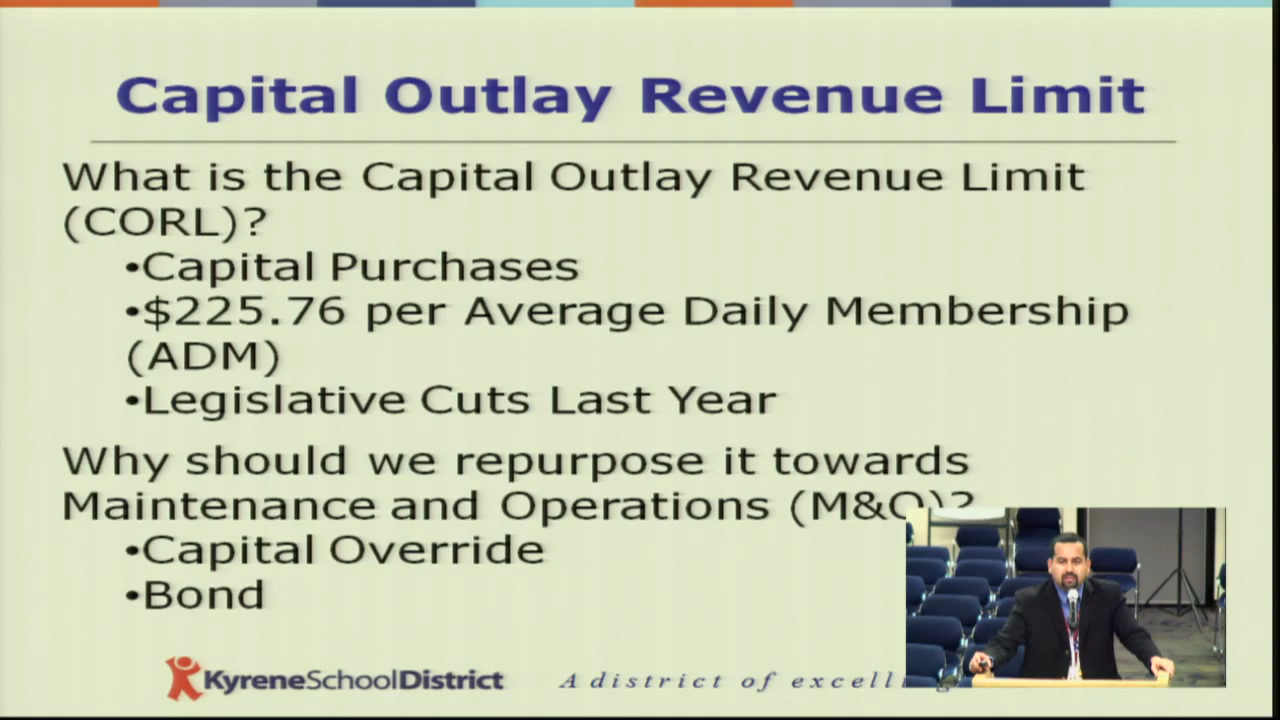 Capital Outlay Revenue Limit
What is the Capital Outlay Revenue Limit
(CORL)?
•Capital Purchases
•$225.76 per Average Daily Membership
(ADM)
•Legislative Cuts Last Year
Why should we repurpose it towards
Maintenance and Operations (M&O)?
•Capital Override
•Bond
KyreneSchoolDistrict
A district of